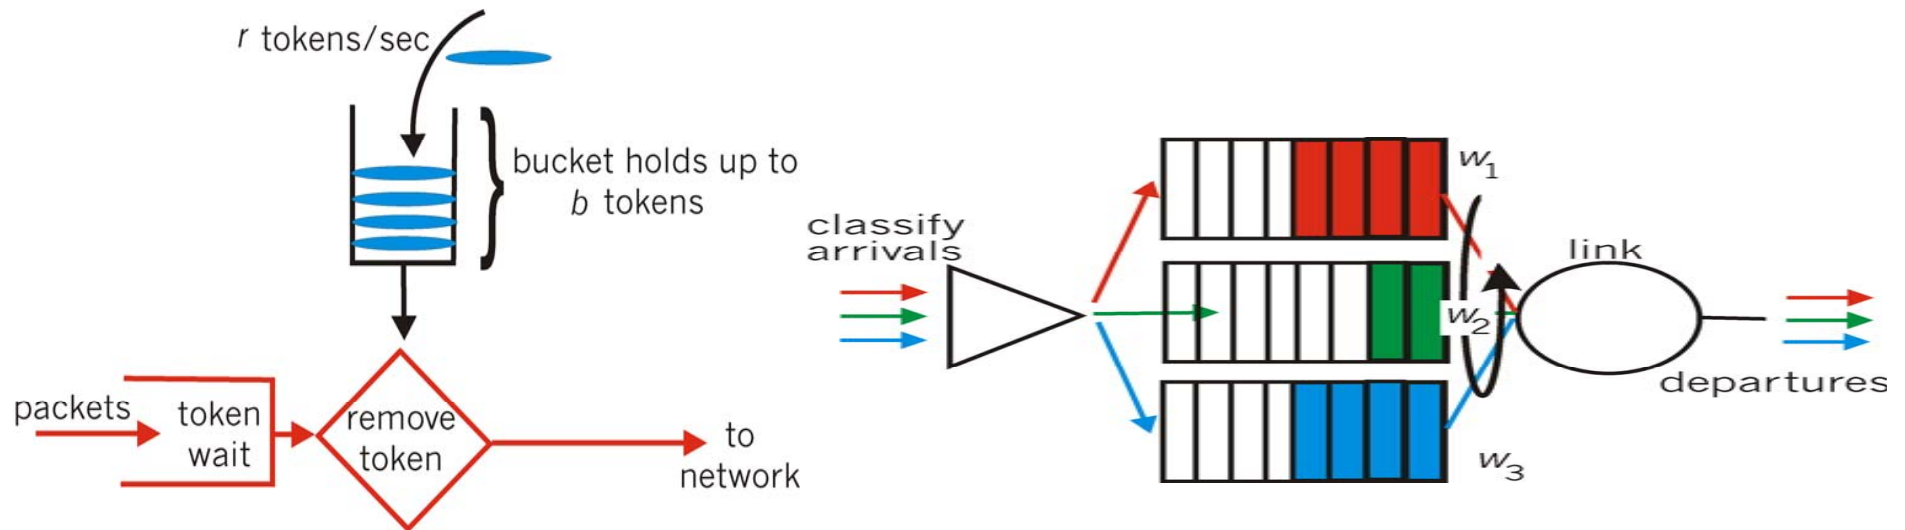 r tokens/sec
bucket holds up to
b tokens
packets
token
wait
remove
token
to
network
classify
arrivals
w1
w2
w3
link
departures